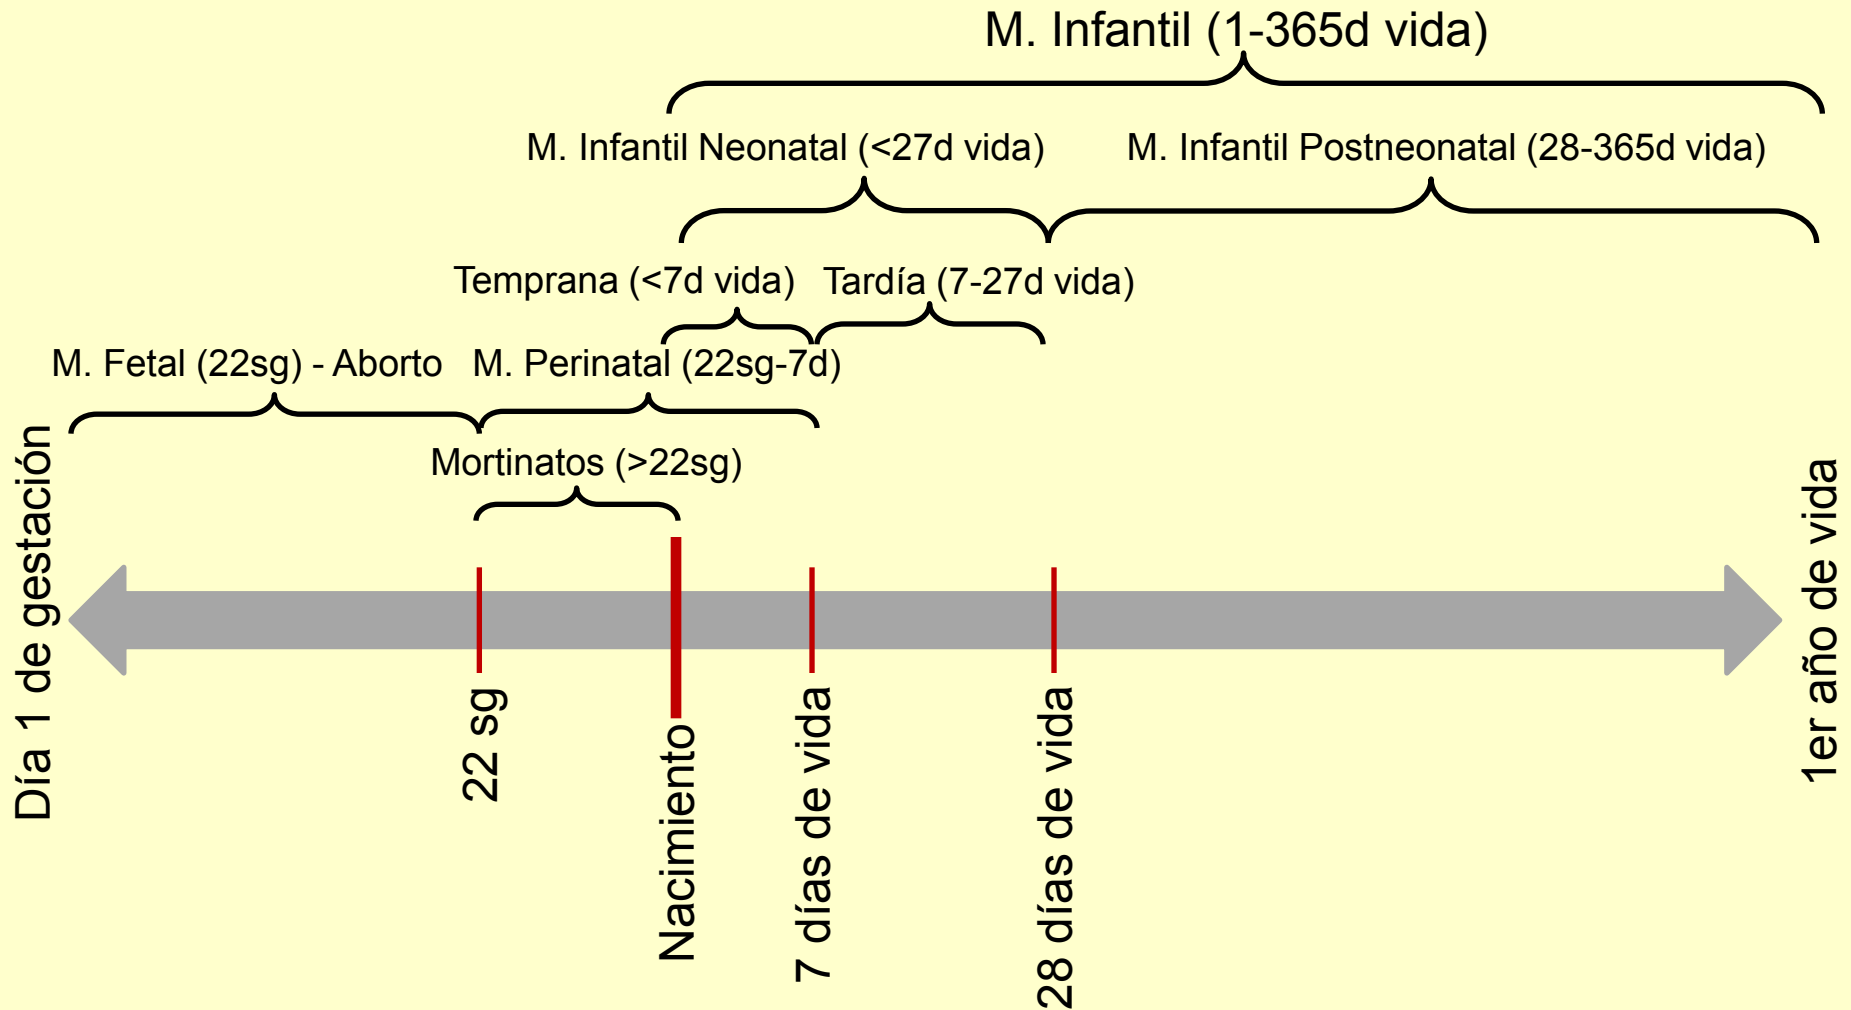 M. Infantil (1-365d vida)
M. Infantil Neonatal (<27d vida)
M. Infantil Postneonatal (28-365d vida)
Temprana (<7d vida)
Tardía (7-27d vida)
M. Fetal (22sg) - Aborto
M. Perinatal (22sg-7d)
Mortinatos (>22sg)
Día 1 de gestación
22 sg
Nacimiento
7 días de vida
28 días de vida
1er año de vida